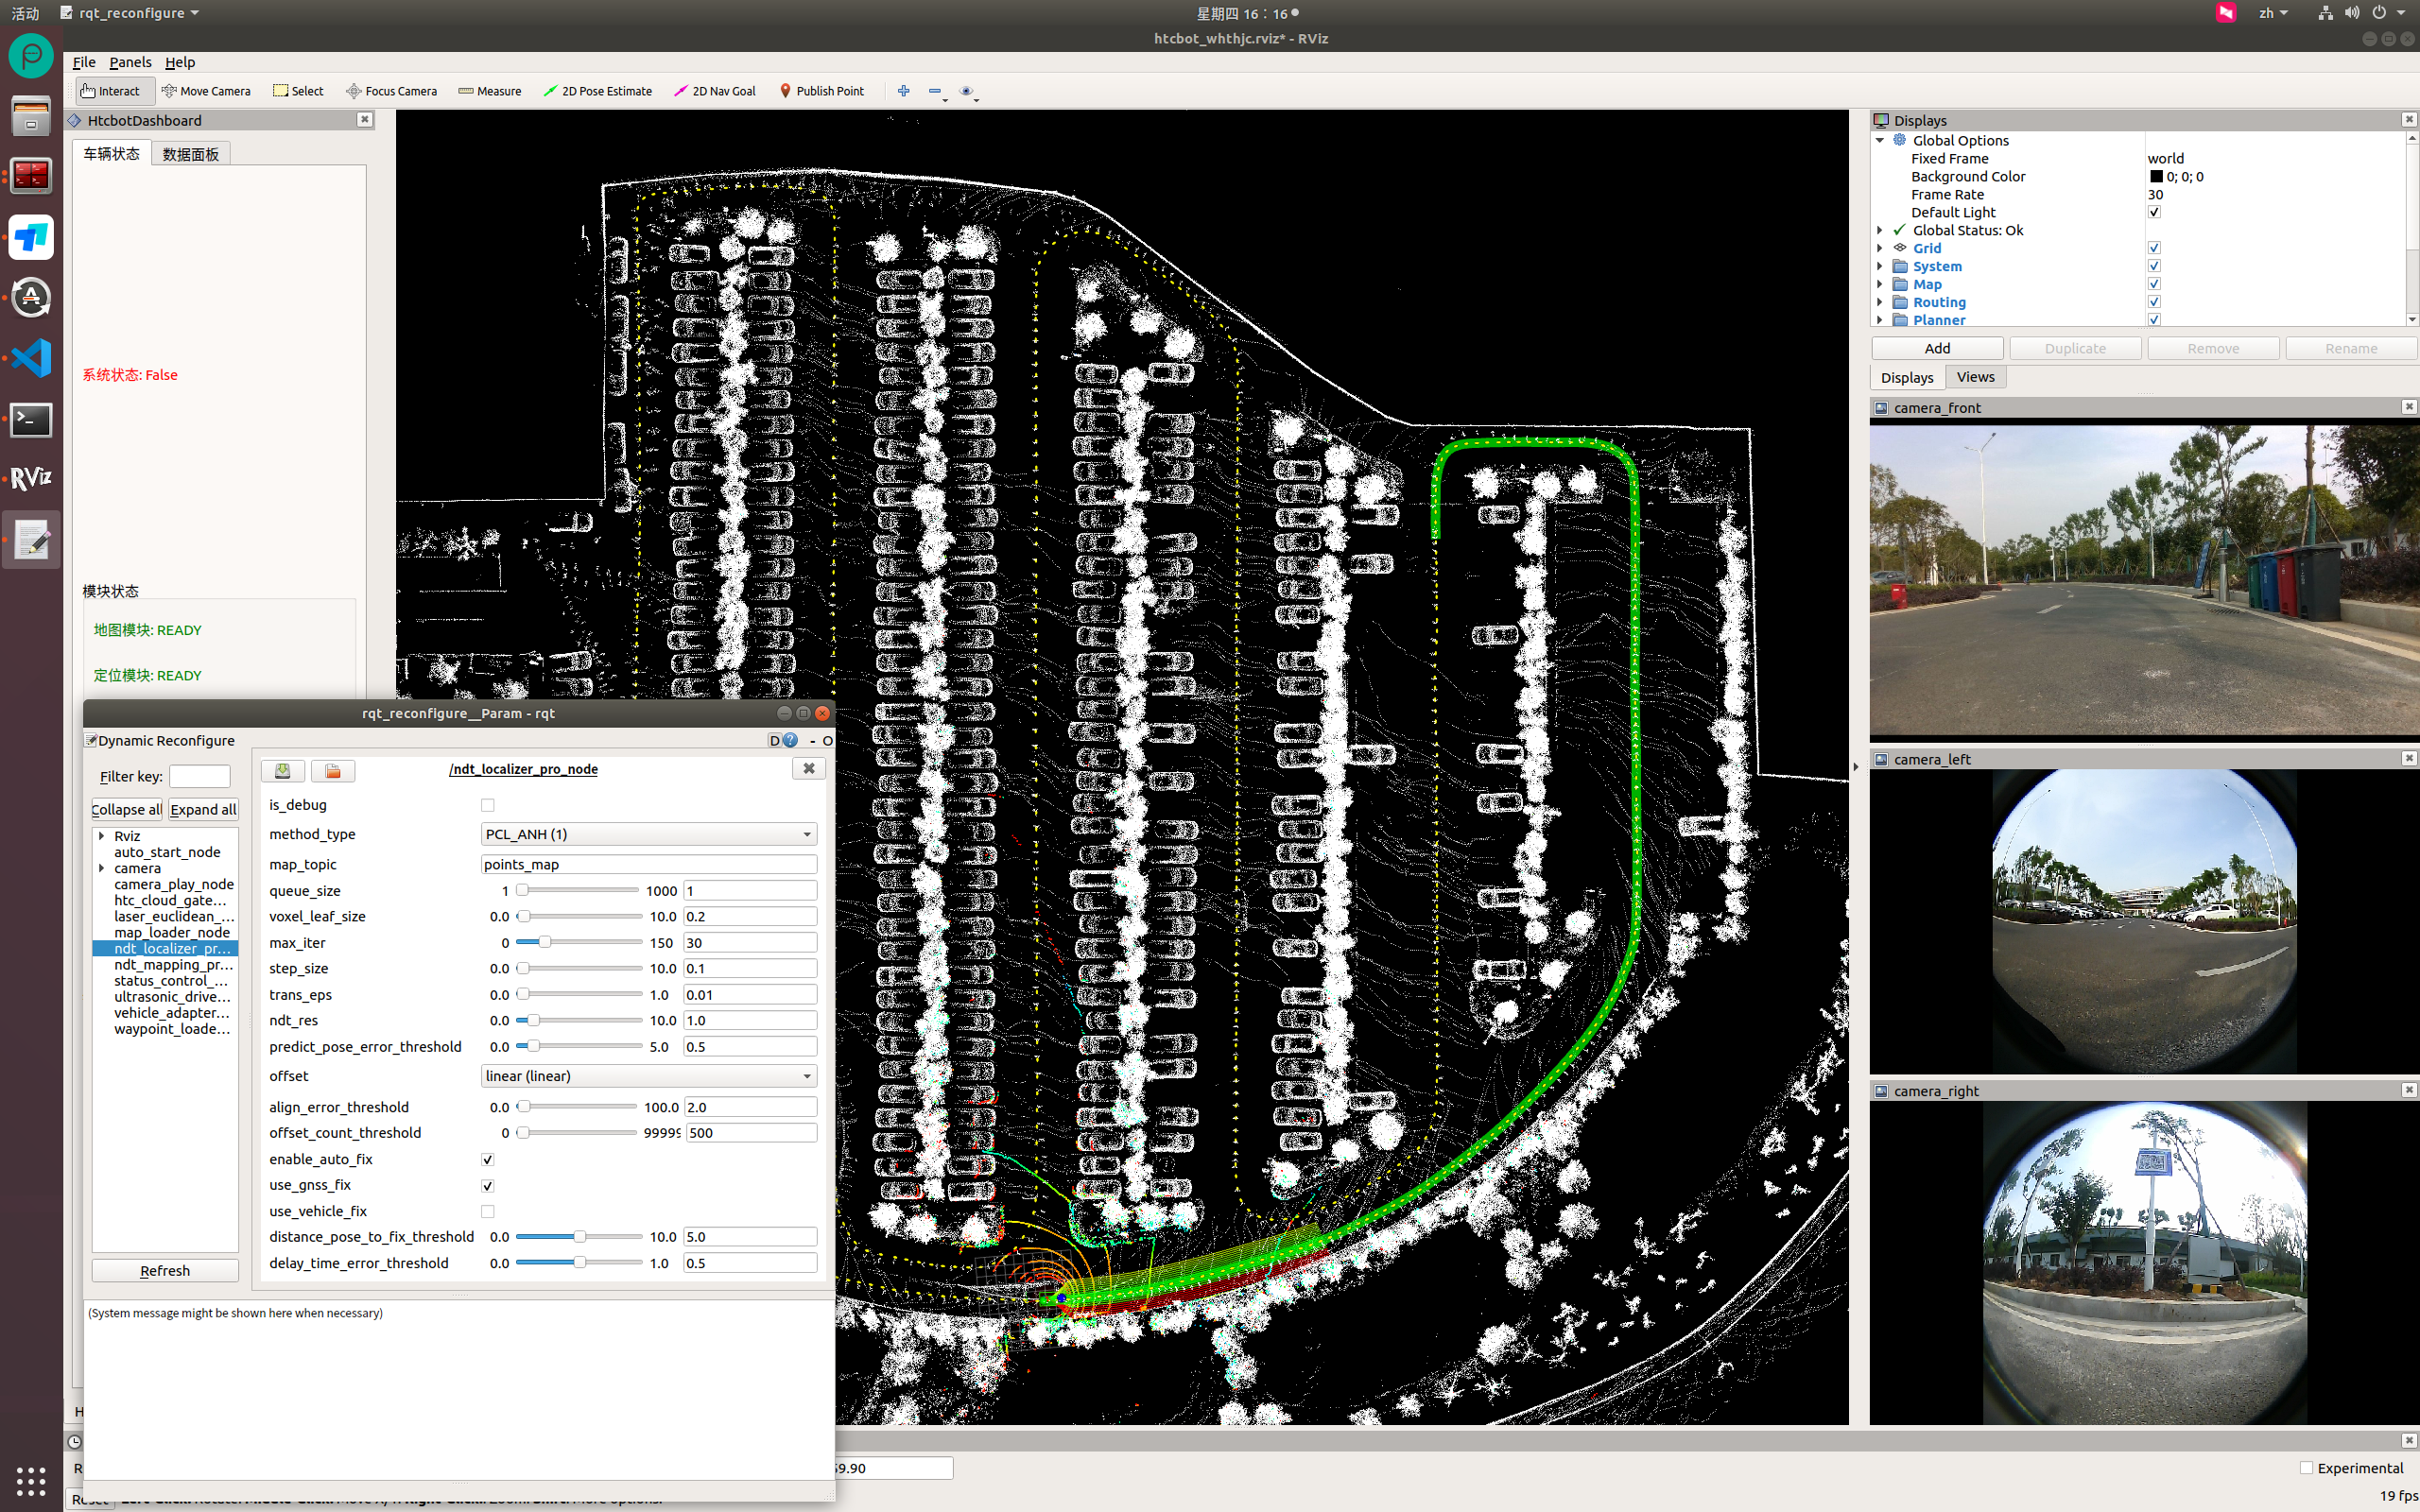 活动
rqt_reconfigure
星期四 16：16
zh
htcbot_whthjc.rviz* - RViz
File Panels Help
Interact Move Camera Select Focus Camera Measure 2D Pose Estimate 2D Nav Goal Publish Point
HtcbotDashboard
车辆状态 数据面板
系统状态: False
模块状态
地图模块: READY
定位模块: READY
RViz
rqt_reconfigure__Param - rqt
Dynamic Reconfigure
D - O
Filter key:
Collapse all Expand all
Rviz
auto_start_node
camera
camera_play_node
htc_cloud_gate...
laser_euclidean_...
map_loader_node
ndt_localizer_pr...
ndt_mapping_pr...
status_control_...
ultrasonic_drive...
vehicle_adapter...
waypoint_loade...
Refresh
/ndt_localizer_pro_node
is_debug
method_type PCL_ANH (1)
map_topic points_map
queue_size 1 1000 1
voxel_leaf_size 0.0 10.0 0.2
max_iter 0 150 30
step_size 0.0 10.0 0.1
trans_eps 0.0 1.0 0.01
ndt_res 0.0 10.0 1.0
predict_pose_error_threshold 0.0 5.0 0.5
offset linear (linear)
align_error_threshold 0.0 100.0 2.0
offset_count_threshold 0 99999 500
enable_auto_fix
use_gnss_fix
use_vehicle_fix
distance_pose_to_fix_threshold 0.0 10.0 5.0
delay_time_error_threshold 0.0 1.0 0.5
(System message might be shown here when necessary)
Displays
Global Options
Fixed Frame world
Background Color 0; 0; 0
Frame Rate 30
Default Light
Global Status: Ok
Grid
System
Map
Routing
Planner
Add Duplicate Remove Rename
Displays Views
camera_front
camera_left
camera_right
59.90
Experimental
Reset
19 fps